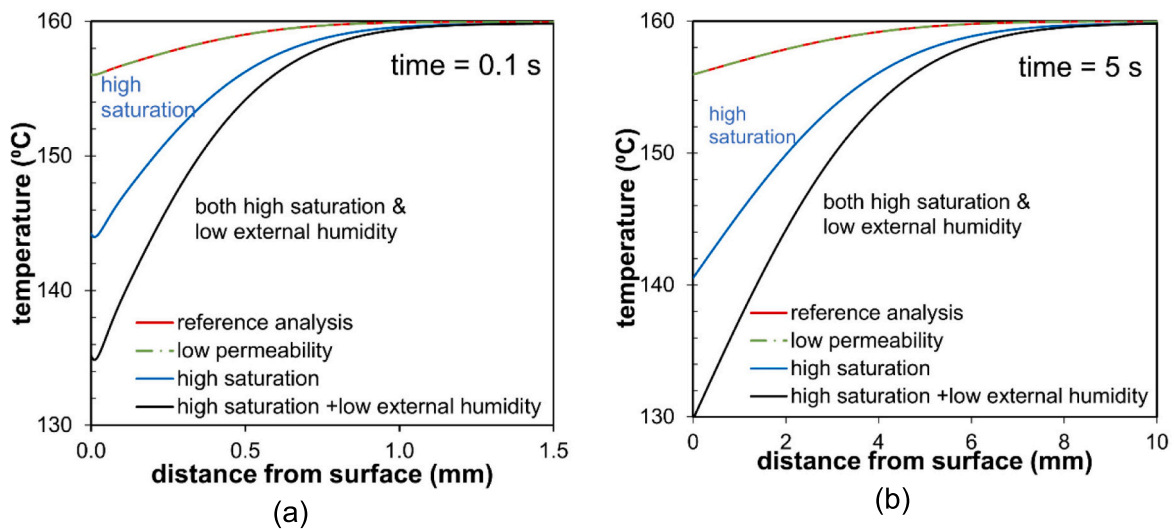 160
150
140
130
temperature (ºC)
time = 0.1 s
high
saturation
both high saturation &
low external humidity
reference analysis
low permeability
high saturation
high saturation +low external humidity
0.0
0.5
1.0
1.5
distance from surface (mm)
(a)
160
150
140
130
temperature (ºC)
time = 5 s
high
saturation
both high saturation &
low external humidity
reference analysis
low permeability
high saturation
high saturation +low external humidity
0
2
4
6
8
10
distance from surface (mm)
(b)